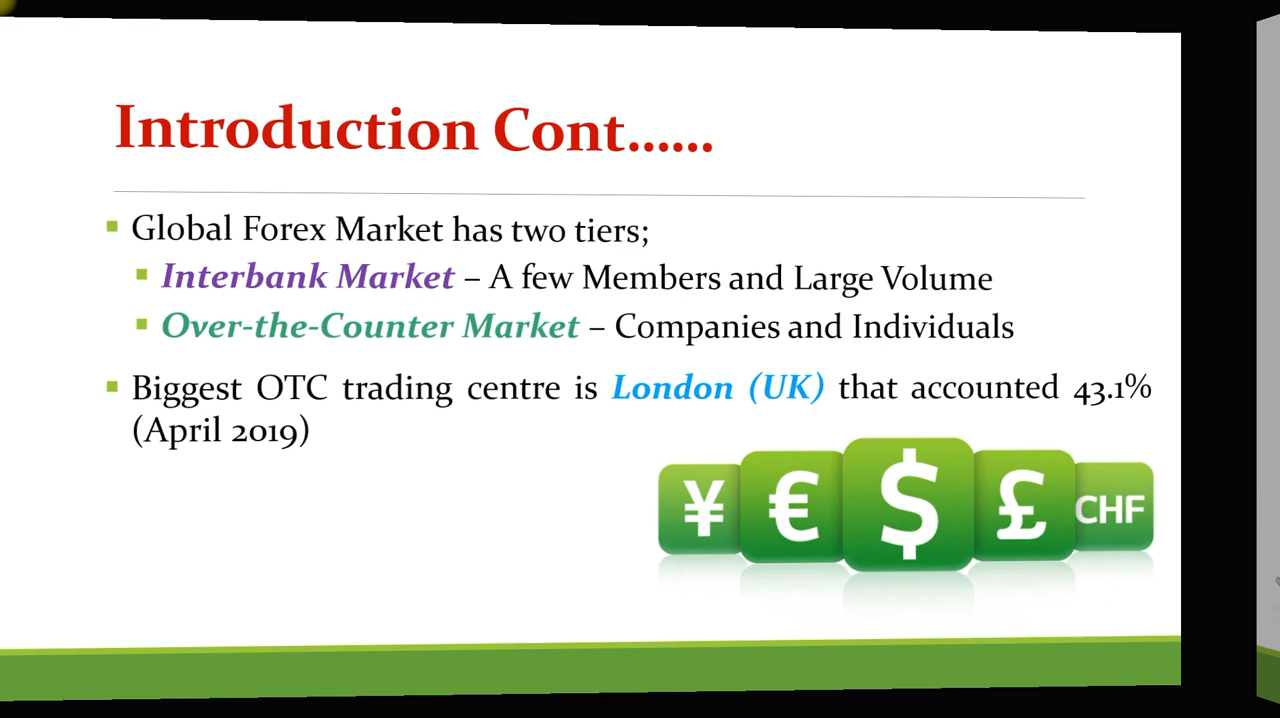 Introduction Cont......
Global Forex Market has two tiers;
Interbank Market – A few Members and Large Volume
Over-the-Counter Market – Companies and Individuals
Biggest OTC trading centre is London (UK) that accounted 43.1%
(April 2019)
¥ € $ £ CHF